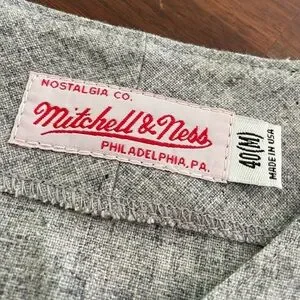 NOSTALGIA CO.
Mitchell & Ness
PHILADELPHIA, PA.
40(M)
MADE IN USA